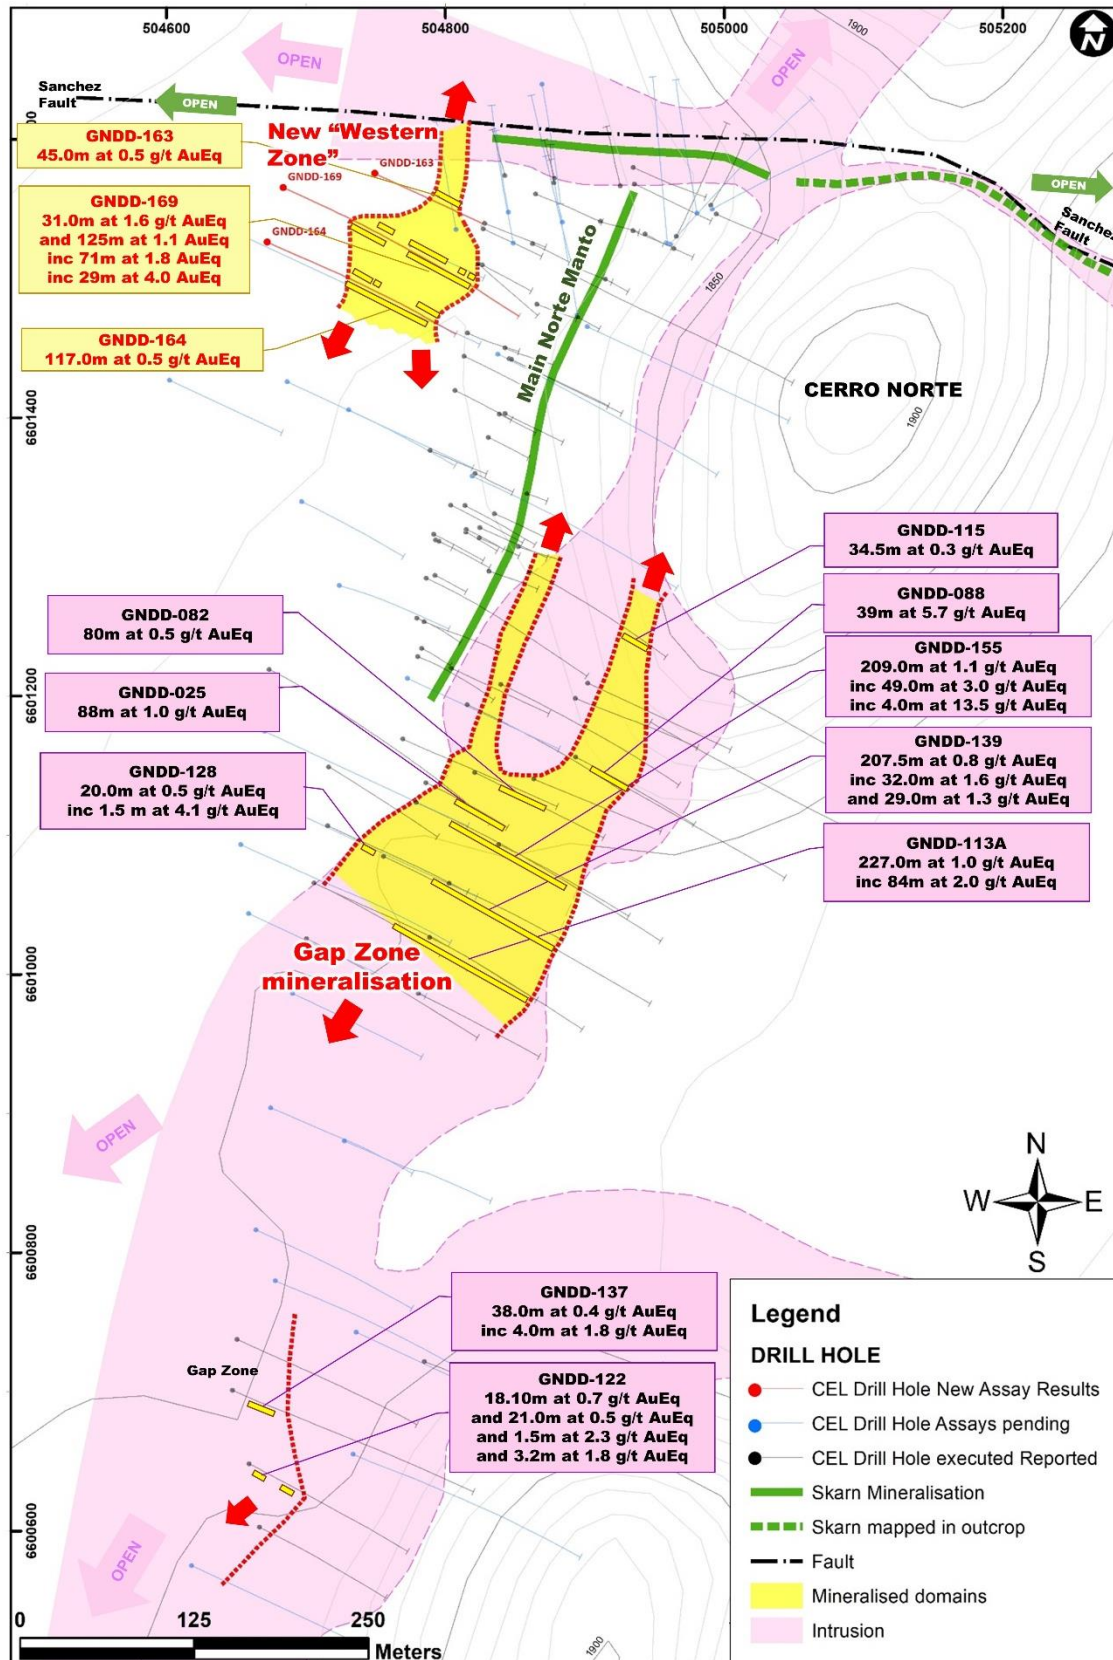 504600
504800
505000
505200
N
1900
OPEN
OPEN
Sanchez
Fault
OPEN
GNDD-163
45.0m at 0.5 g/t AuEq
New “Western
Zone”
GNDD-163
GNDD-169
GNDD-164
GNDD-169
31.0m at 1.6 g/t AuEq
and 125m at 1.1 AuEq
inc 71m at 1.8 AuEq
inc 29m at 4.0 AuEq
GNDD-164
117.0m at 0.5 g/t AuEq
OPEN
Sanchez
Fault
1850
Main Norte Manto
CERRO NORTE
1900
6601400
GNDD-115
34.5m at 0.3 g/t AuEq
GNDD-088
39m at 5.7 g/t AuEq
GNDD-082
80m at 0.5 g/t AuEq
GNDD-155
209.0m at 1.1 g/t AuEq
inc 49.0m at 3.0 g/t AuEq
inc 4.0m at 13.5 g/t AuEq
6601200
GNDD-025
88m at 1.0 g/t AuEq
GNDD-139
207.5m at 0.8 g/t AuEq
inc 32.0m at 1.6 g/t AuEq
and 29.0m at 1.3 g/t AuEq
GNDD-128
20.0m at 0.5 g/t AuEq
inc 1.5 m at 4.1 g/t AuEq
GNDD-113A
227.0m at 1.0 g/t AuEq
inc 84m at 2.0 g/t AuEq
Gap Zone
mineralisation
6601000
OPEN
N
W E
S
6600800
GNDD-137
38.0m at 0.4 g/t AuEq
inc 4.0m at 1.8 g/t AuEq
Gap Zone
GNDD-122
18.10m at 0.7 g/t AuEq
and 21.0m at 0.5 g/t AuEq
and 1.5m at 2.3 g/t AuEq
and 3.2m at 1.8 g/t AuEq
6600600
OPEN
1900
0 125 250
Meters
Legend
DRILL HOLE
CEL Drill Hole New Assay Results
CEL Drill Hole Assays pending
CEL Drill Hole executed Reported
Skarn Mineralisation
Skarn mapped in outcrop
Fault
Mineralised domains
Intrusion